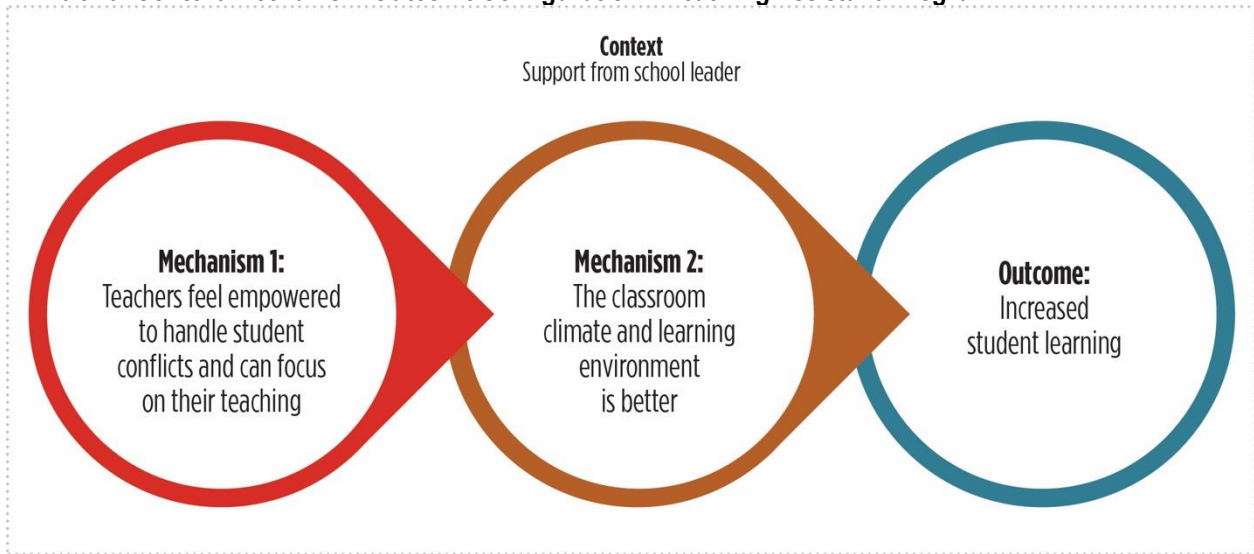 Context
Support from school leader
Mechanism 1:
Teachers feel empowered
to handle student
conflicts and can focus
on their teaching
Mechanism 2:
The classroom
climate and learning
environment
is better
Outcome:
Increased
student learning